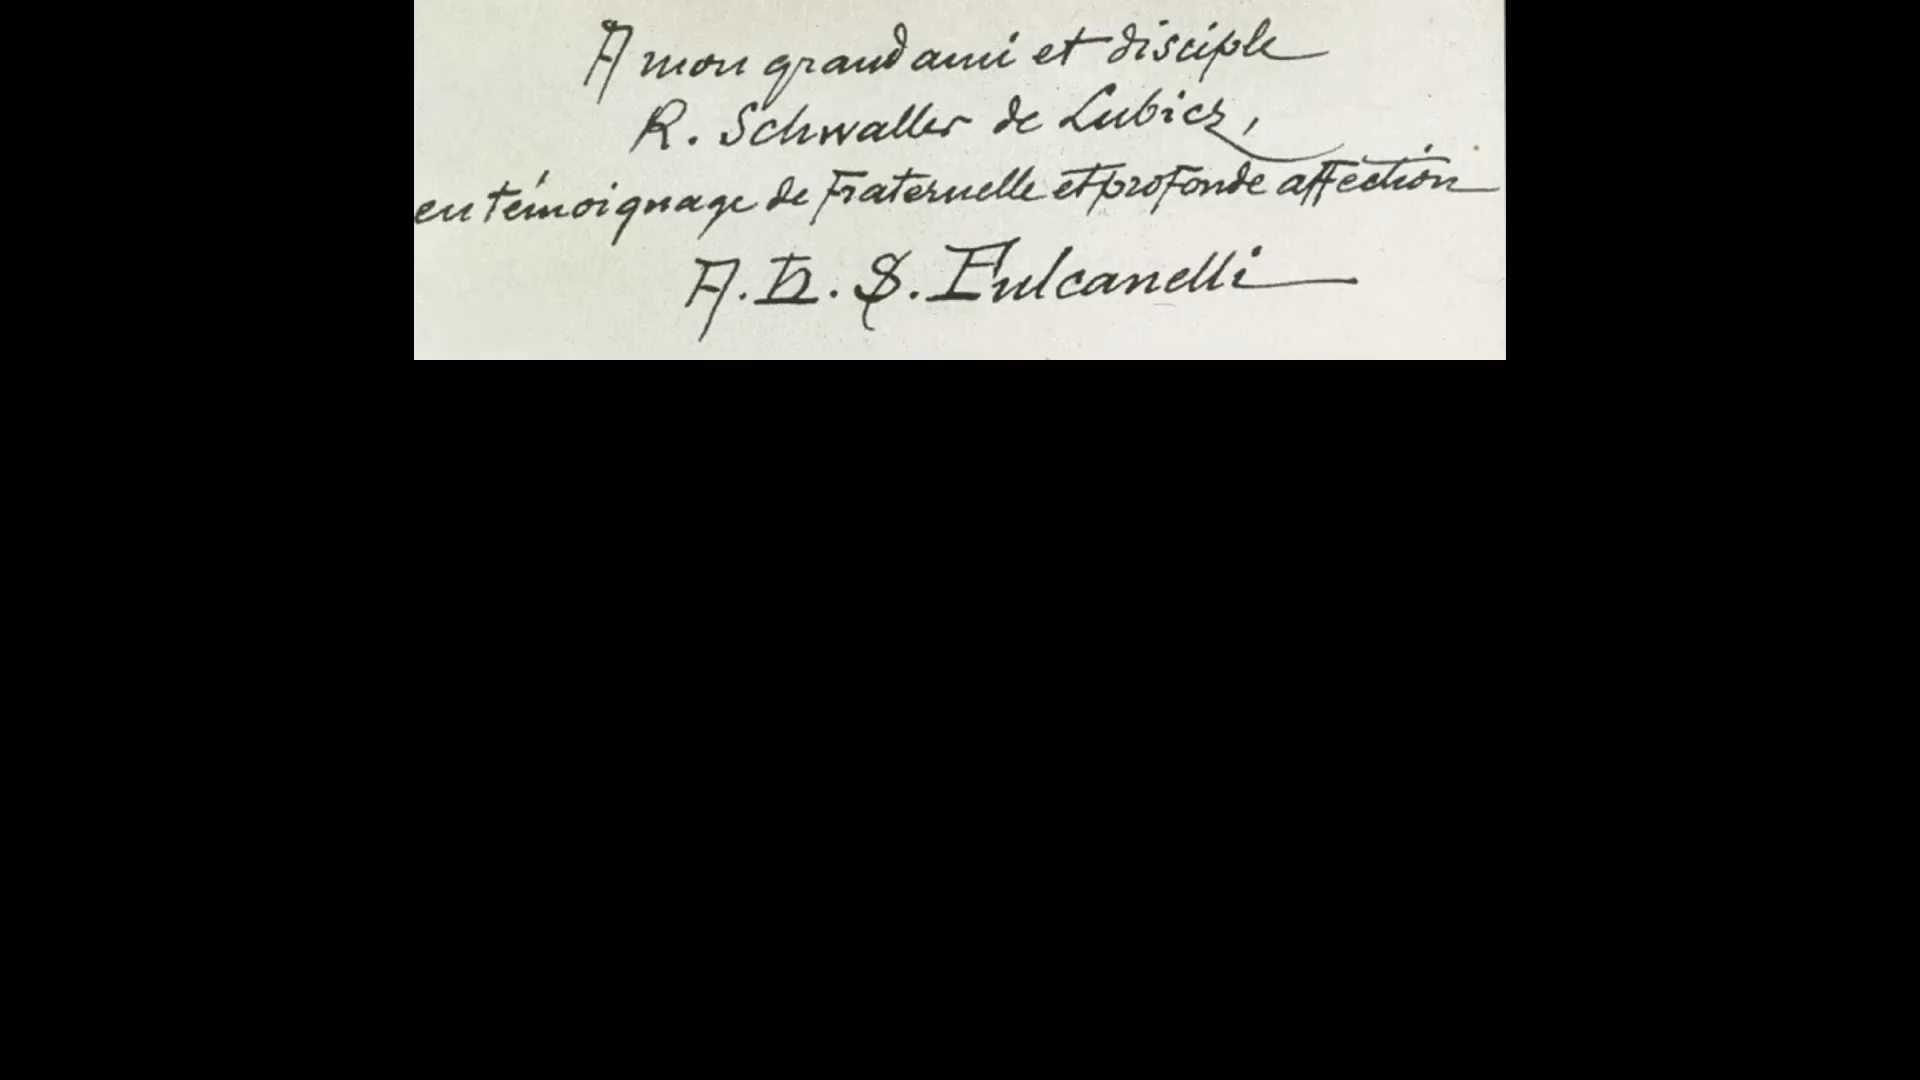 A mon grand ami et disciple
R. Schwaller de Lubicz,
en témoignage de fraternelle et profonde affection
A. H. S. Fulcanelli